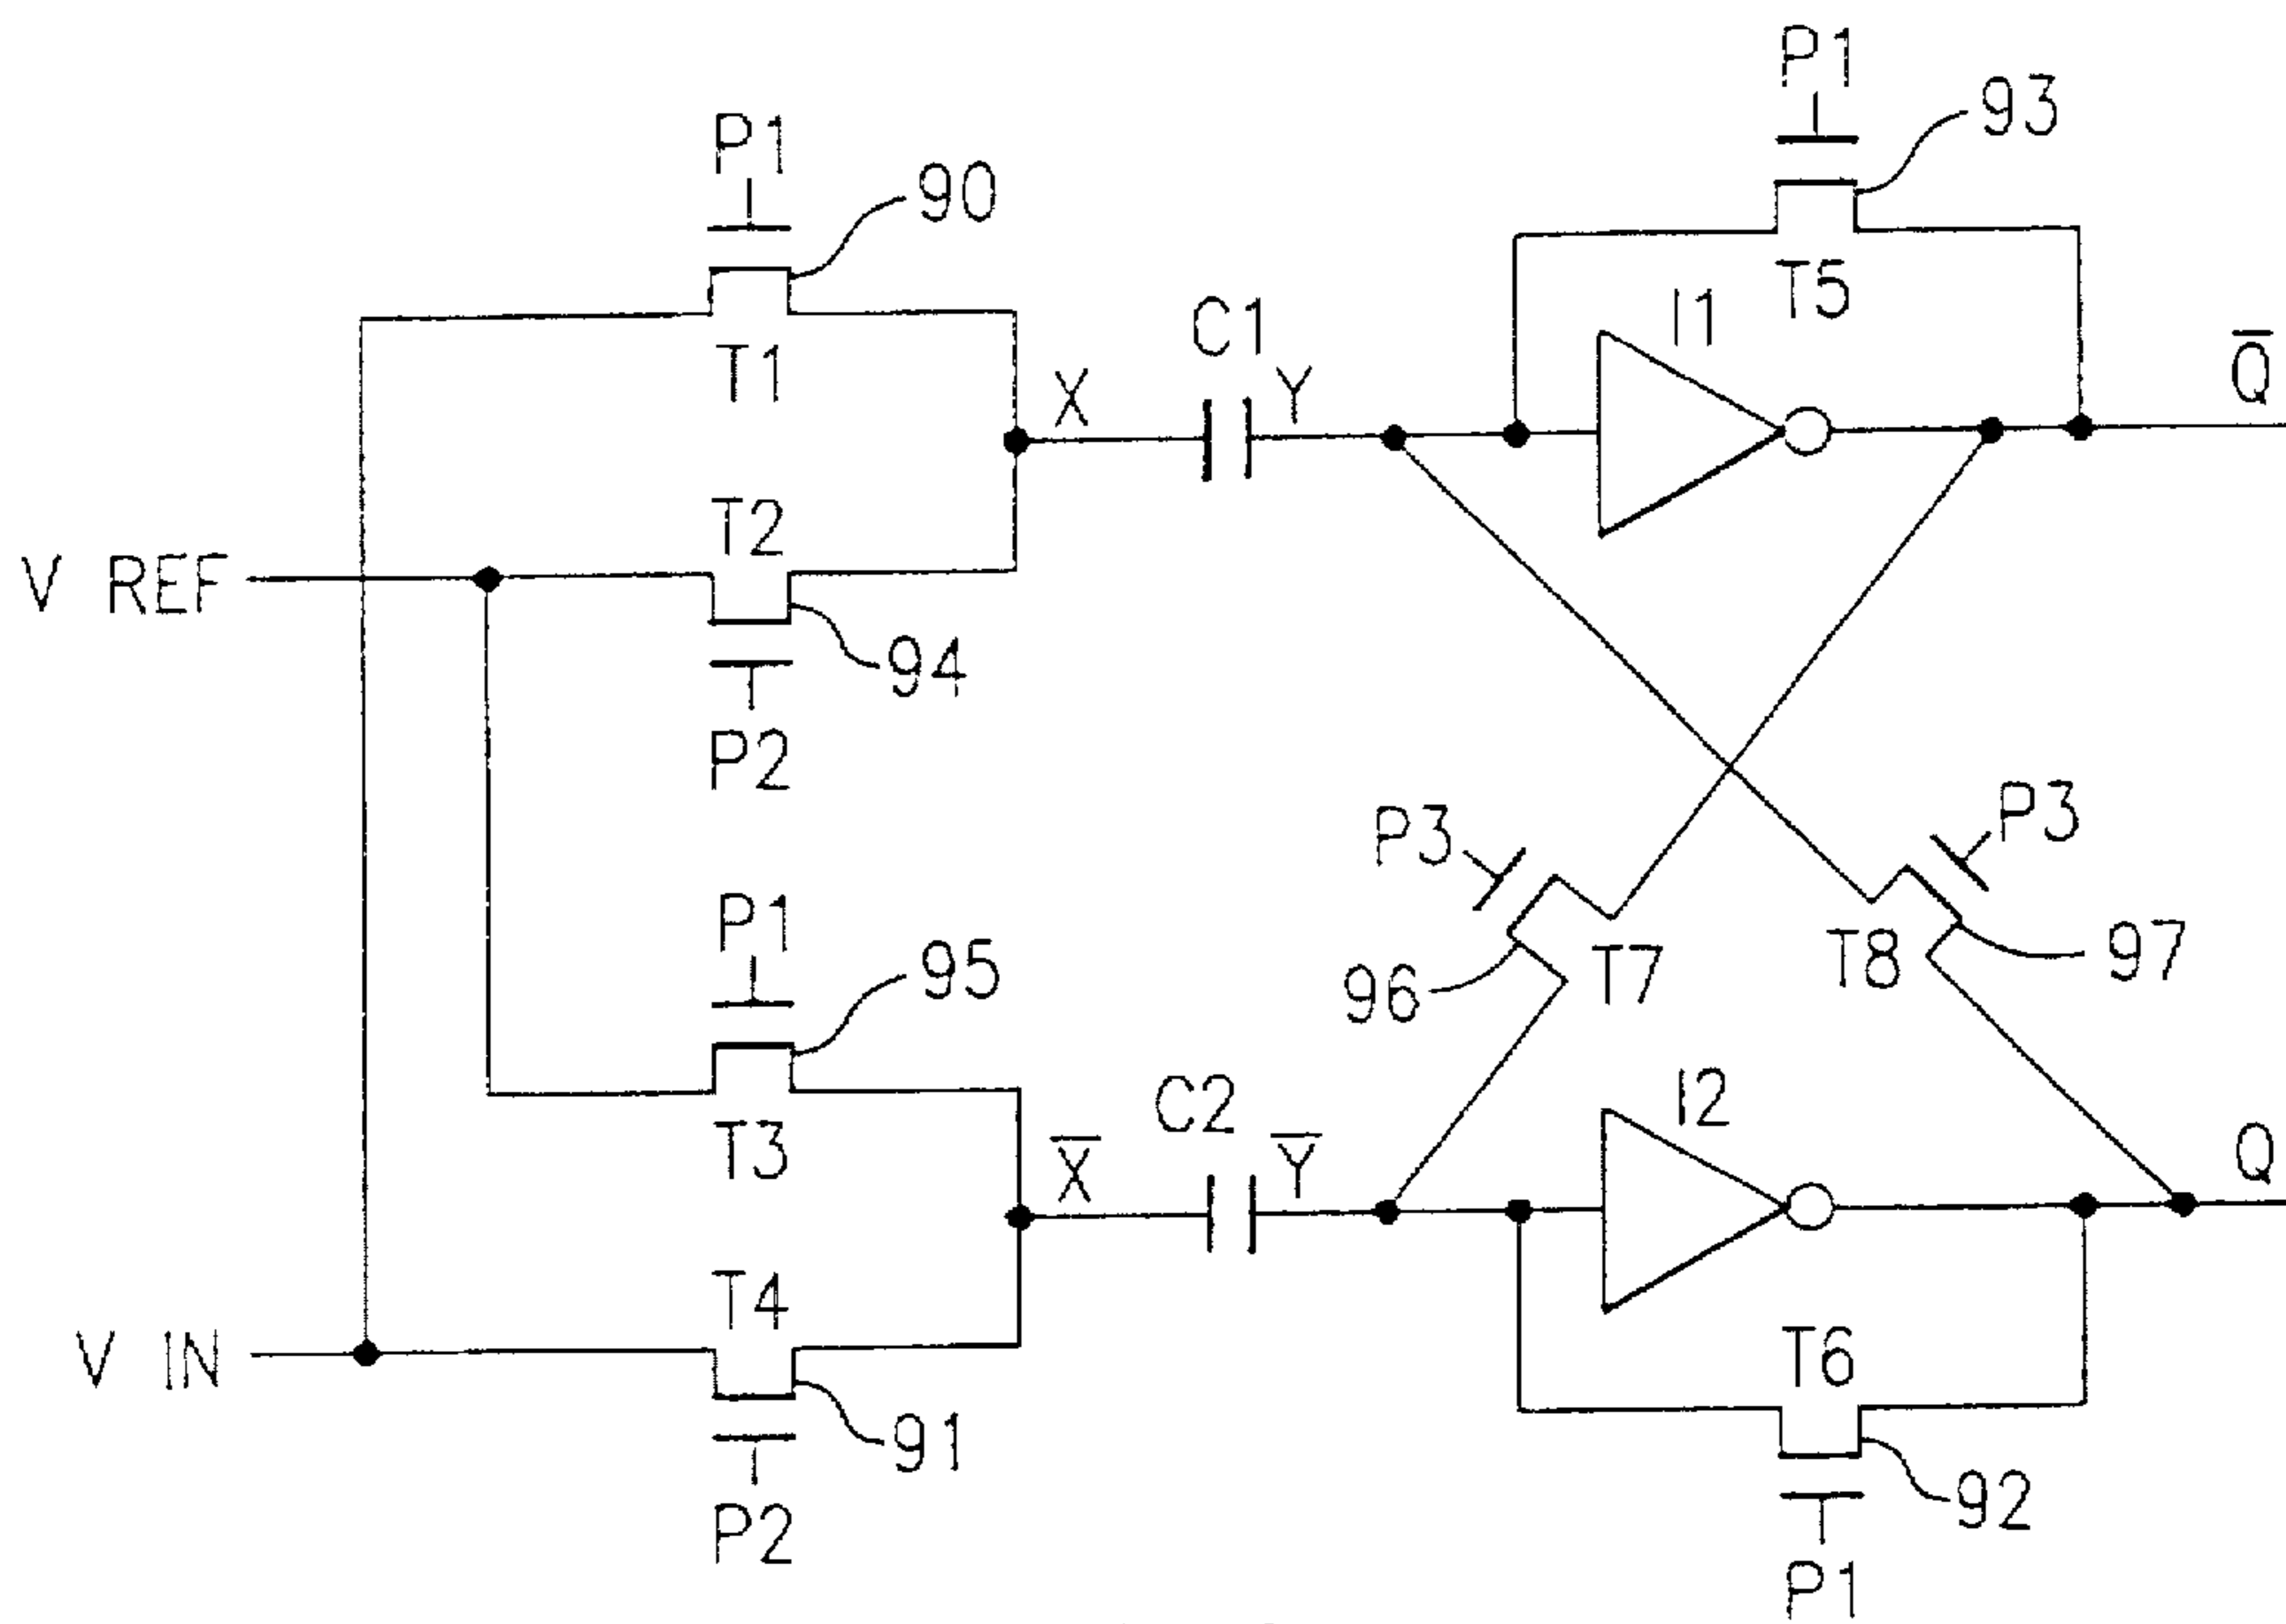 P1
93
P1
90
T5
I1
C1
Q̅
T1
X
Y
T2
V REF
94
P2
P3
P3
P1
95
T7
T8
97
96
I2
C2
T3
X̅
Y̅
Q
T4
T6
V IN
91
92
P2
P1